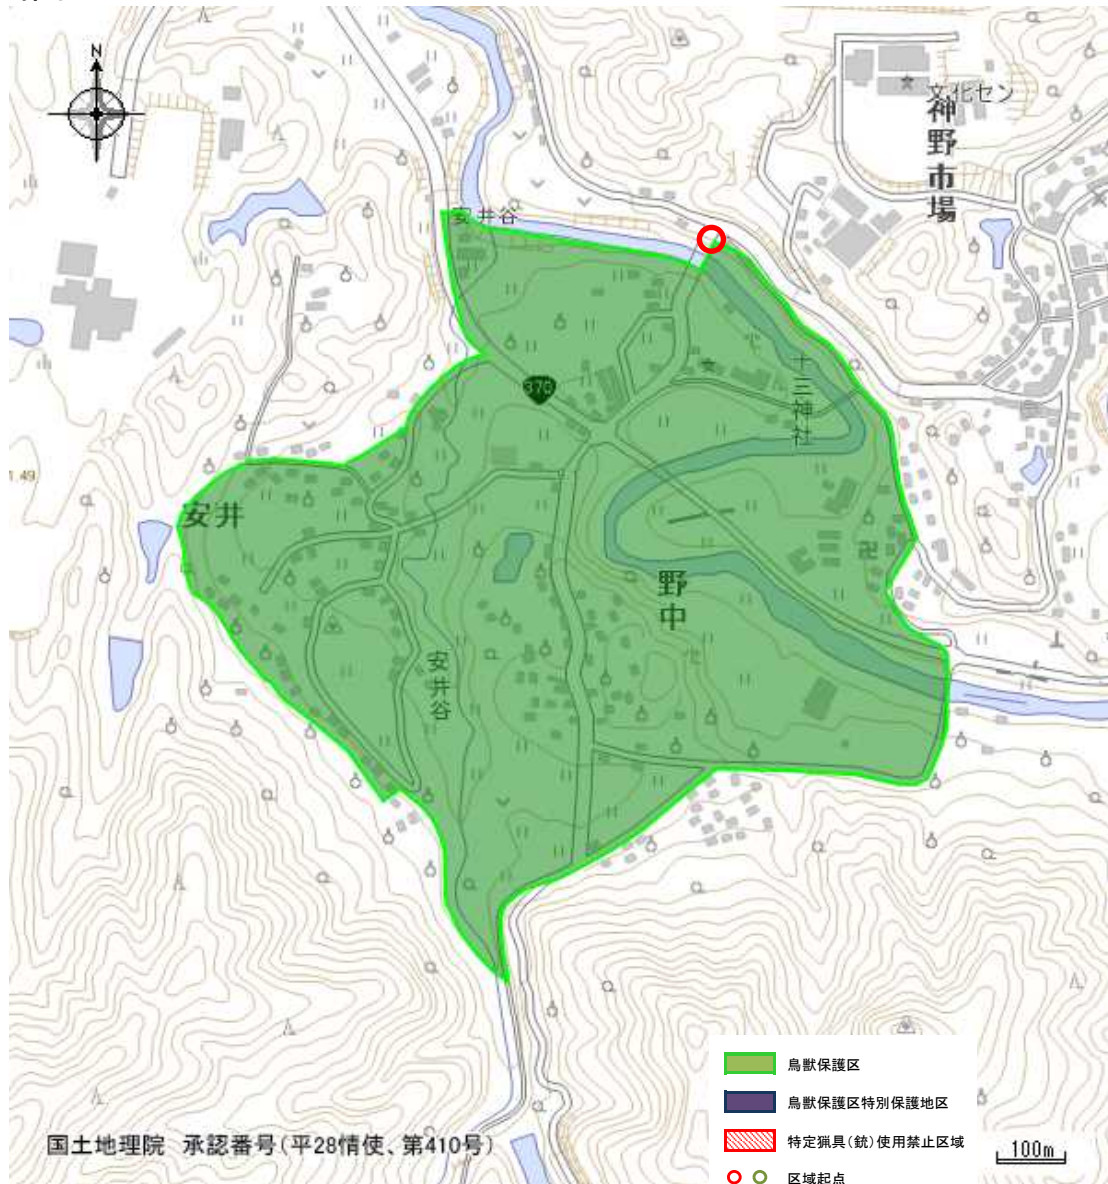 N
文化セン
神野市場
安井谷
370
十三神社
1.49
安井
野中
安井谷
鳥獣保護区
鳥獣保護区特別保護地区
特定猟具(銃)使用禁止区域
区域起点
国土地理院 承認番号(平28情使、第410号)
100m